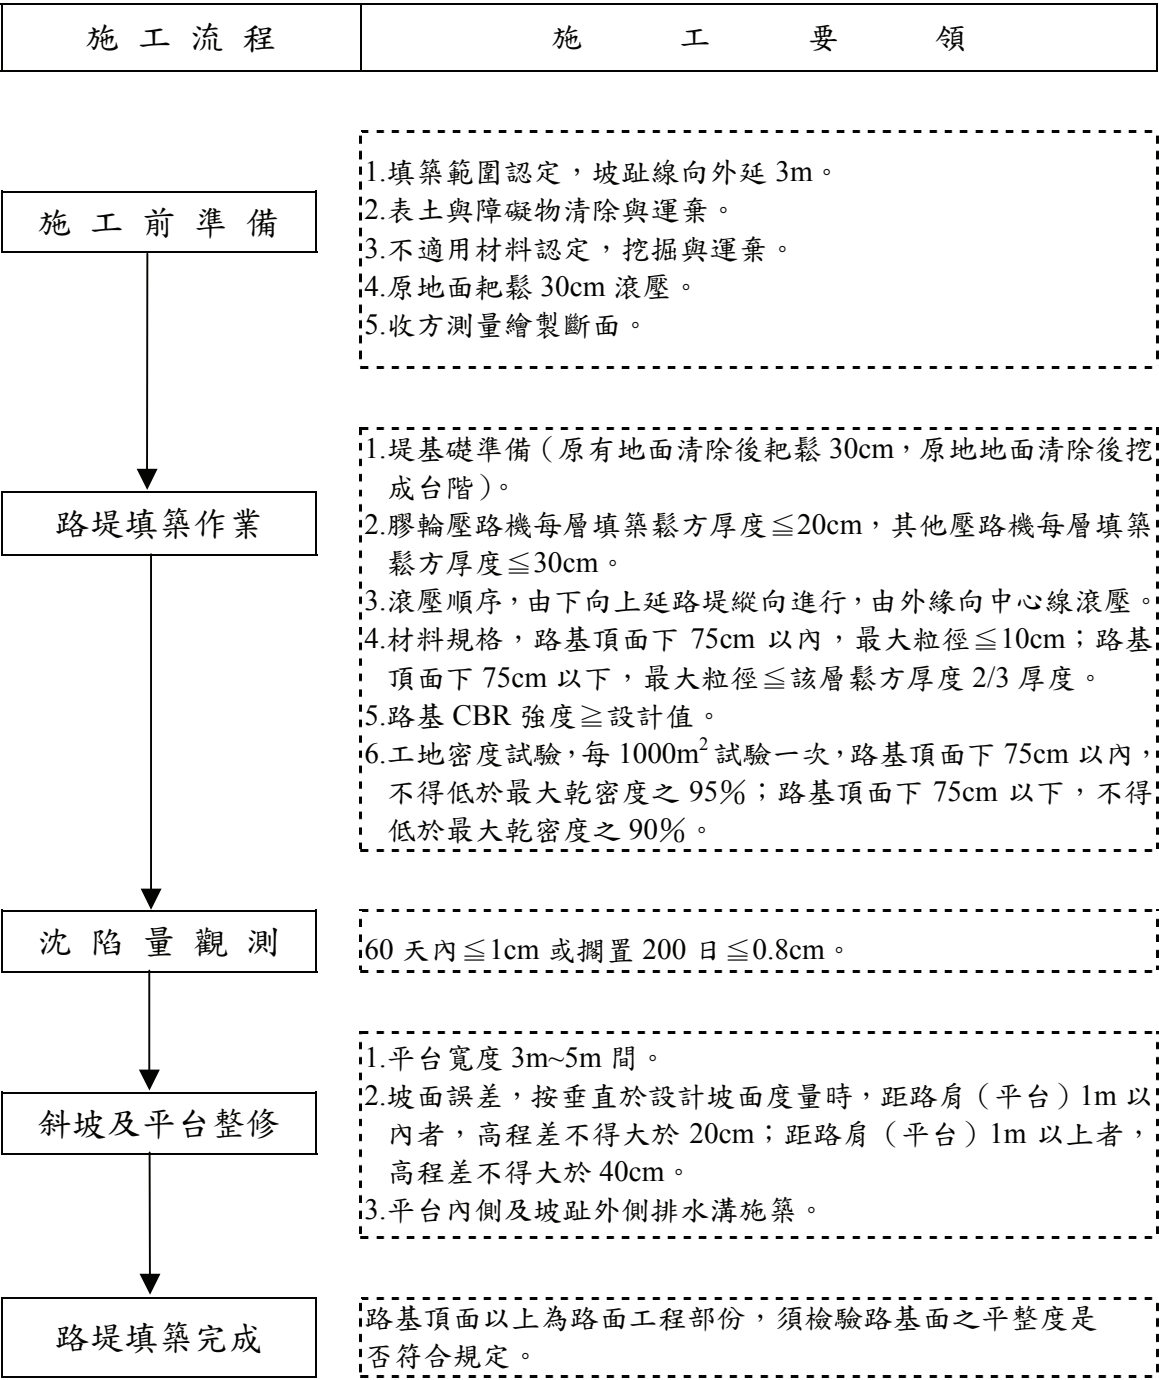 施工流程
施工要領
施工前準備
1.填築範圍認定，坡趾線向外延 3m。
2.表土與障礙物清除與運棄。
3.不適用材料認定，挖掘與運棄。
4.原地面耙鬆 30cm 滾壓。
5.收方測量繪製斷面。
路堤填築作業
1.堤基礎準備（原有地面清除後耙鬆 30cm，原地地面清除後挖
成台階）。
2.膠輪壓路機每層填築鬆方厚度≦20cm，其他壓路機每層填築
鬆方厚度≦30cm。
3.滾壓順序，由下向上延路堤縱向進行，由外緣向中心線滾壓。
4.材料規格，路基頂面下 75cm 以內，最大粒徑≦10cm；路基
頂面下 75cm 以下，最大粒徑≦該層鬆方厚度 2/3 厚度。
5.路基 CBR 強度≧設計值。
6.工地密度試驗，每 1000m² 試驗一次，路基頂面下 75cm 以內，
不得低於最大乾密度之 95％；路基頂面下 75cm 以下，不得
低於最大乾密度之 90％。
沈陷量觀測
60 天內≦1cm 或擱置 200 日≦0.8cm。
斜坡及平台整修
1.平台寬度 3m~5m 間。
2.坡面誤差，按垂直於設計坡面度量時，距路肩（平台）1m 以
內者，高程差不得大於 20cm；距路肩（平台）1m 以上者，
高程差不得大於 40cm。
3.平台內側及坡趾外側排水溝施築。
路堤填築完成
路基頂面以上為路面工程部份，須檢驗路基面之平整度是
否符合規定。